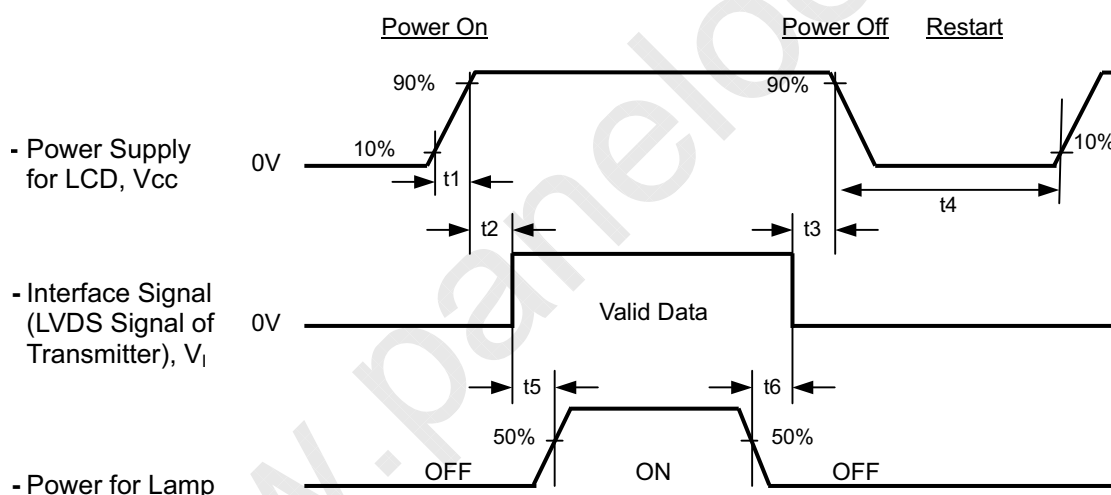 Power On
Power Off Restart
90%
90%
- Power Supply
for LCD, Vcc
0V
10%
10%
t1
t4
t2
t3
- Interface Signal
(LVDS Signal of
Transmitter), VI
0V
Valid Data
t5
t6
50%
50%
- Power for Lamp
OFF
ON
OFF
w.paneloo